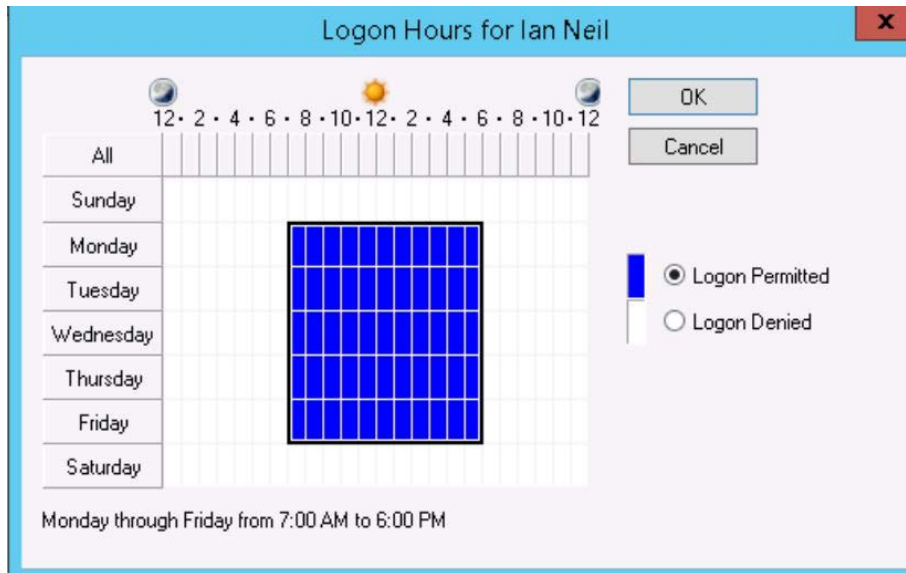 Logon Hours for Ian Neil
x
OK
12 · 2 · 4 · 6 · 8 · 10 · 12 · 2 · 4 · 6 · 8 · 10 · 12
Cancel
All
Sunday
Monday
Tuesday
Wednesday
Thursday
Friday
Saturday
Logon Permitted
Logon Denied
Monday through Friday from 7:00 AM to 6:00 PM